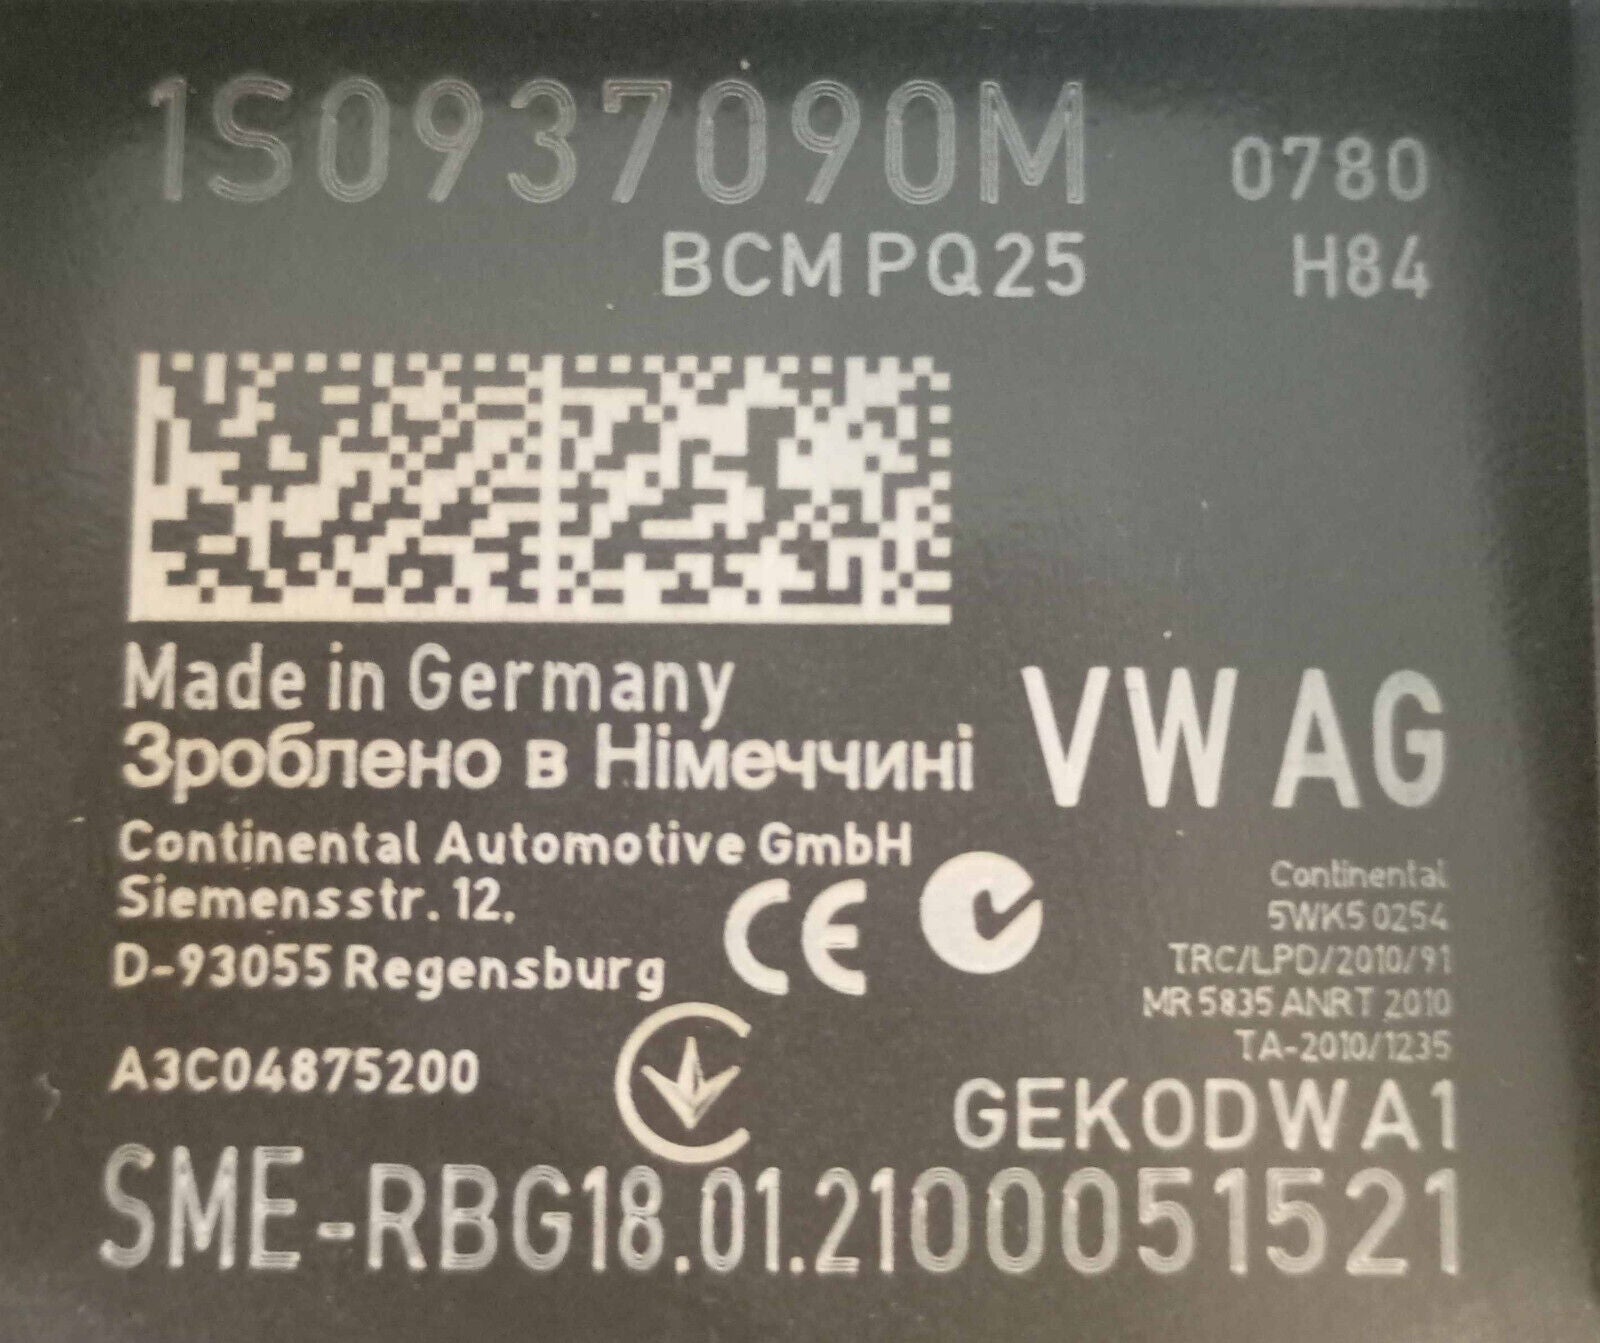 1S0937090M 0780
BCM PQ25 H84
Made in Germany
Зроблено в Німеччині
VW AG
Continental Automotive GmbH
Siemensstr. 12,
D-93055 Regensburg
CE
Continental
5WK5 0254
TRC/LPD/2010/91
MR 5835 ANRT 2010
TA-2010/1235
A3C04875200
GEK0DWA1
SME-RBG18.01.2100051521